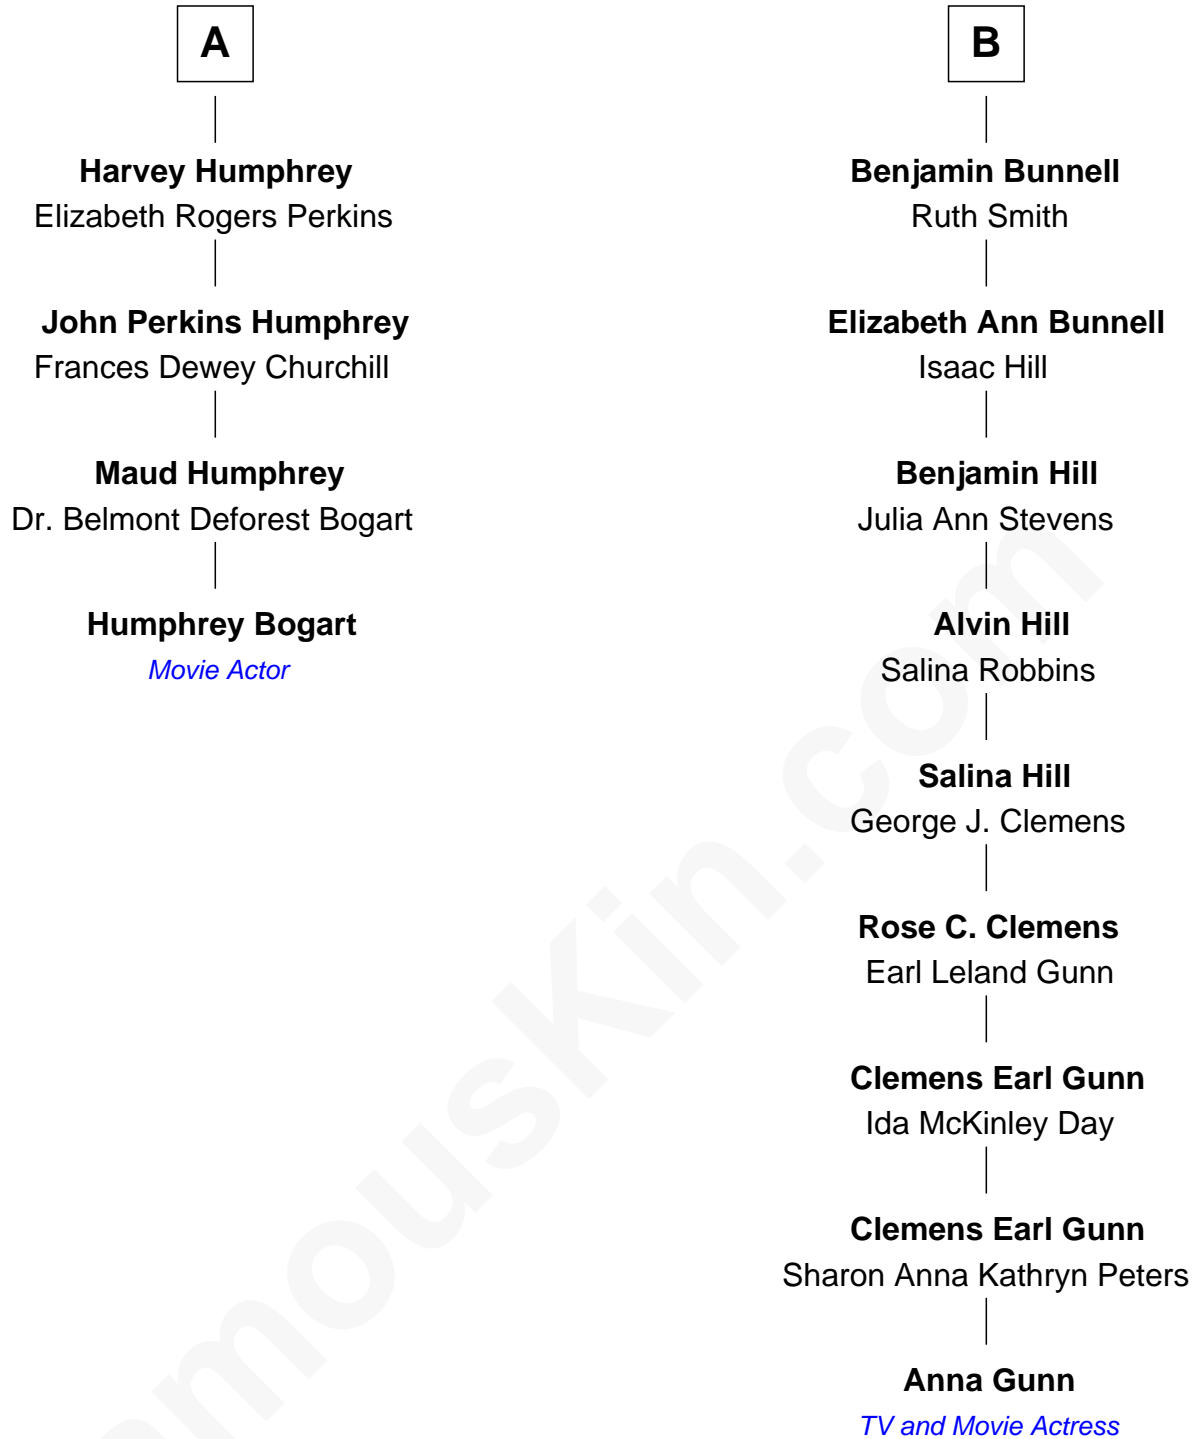 A
Harvey Humphrey
Elizabeth Rogers Perkins
John Perkins Humphrey
Frances Dewey Churchill
Maud Humphrey
Dr. Belmont Deforest Bogart
Humphrey Bogart
Movie Actor
B
Benjamin Bunnell
Ruth Smith
Elizabeth Ann Bunnell
Isaac Hill
Benjamin Hill
Julia Ann Stevens
Alvin Hill
Salina Robbins
Salina Hill
George J. Clemens
Rose C. Clemens
Earl Leland Gunn
Clemens Earl Gunn
Ida McKinley Day
Clemens Earl Gunn
Sharon Anna Kathryn Peters
Anna Gunn
TV and Movie Actress
amousKin.com